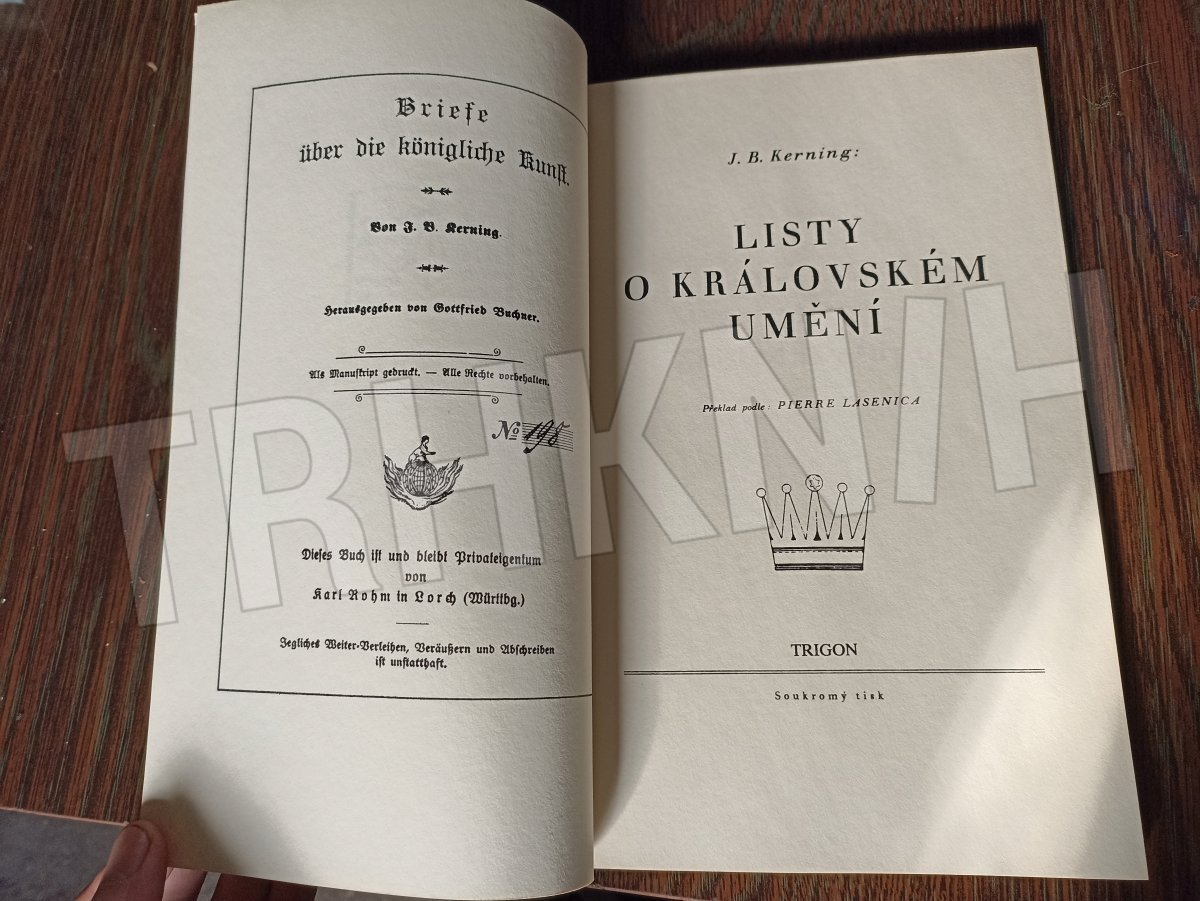 Briefe
über die königliche Kunst.
Von J. B. Kerning.
Herausgegeben von Gottfried Buchner.
Als Manuskript gedruckt. — Alle Rechte vorbehalten.
No 198
Dieses Buch ist und bleibt Privateigentum
von
Karl Rohm in Lorch (Württbg.)
Jegliches Weiter-Verleihen, Veräußern und Abschreiben
ist unstatthaft.
J. B. Kerning:
LISTY
O KRÁLOVSKÉM
UMĚNÍ
Překlad podle: PIERRE LASENICA
TRIGON
Soukromý tisk
TRHKNIH